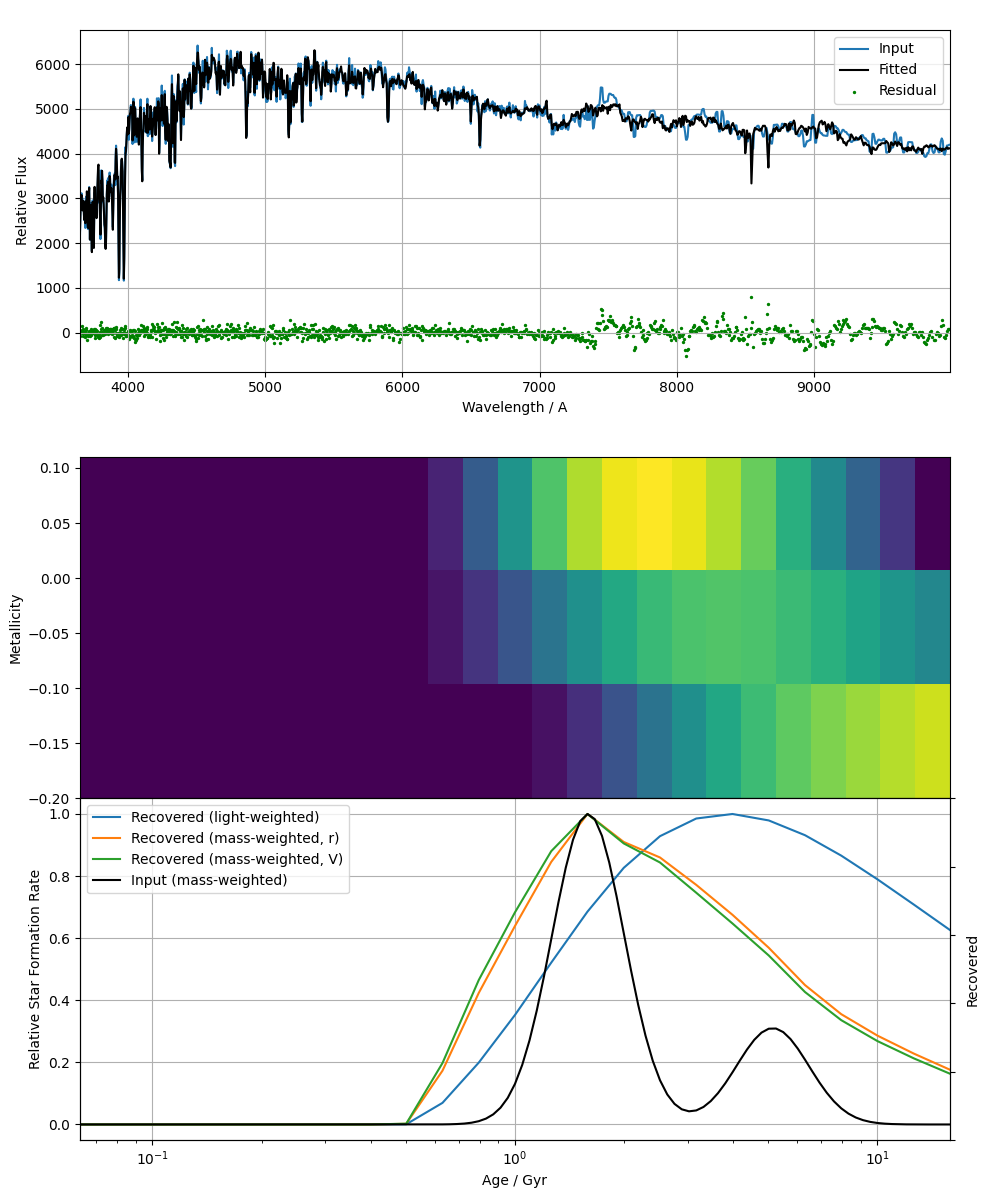 6000
5000
4000
3000
2000
1000
0
Relative Flux
Input
Fitted
Residual
4000 5000 6000 7000 8000 9000
Wavelength / A
0.10
0.05
0.00
−0.05
−0.10
−0.15
−0.20
Metallicity
1.0
0.8
0.6
0.4
0.2
0.0
Relative Star Formation Rate
Recovered (light-weighted)
Recovered (mass-weighted, r)
Recovered (mass-weighted, V)
Input (mass-weighted)
Recovered
10⁻¹ 10⁰ 10¹
Age / Gyr